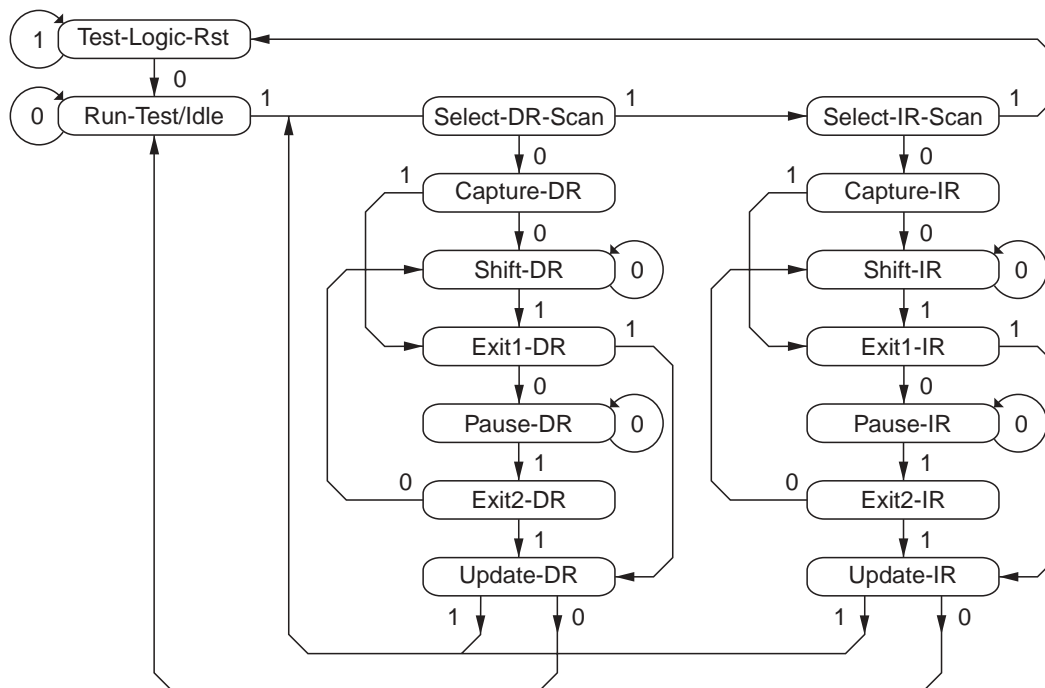 1 Test-Logic-Rst
0
0 Run-Test/Idle 1 Select-DR-Scan 1 Select-IR-Scan 1
0 0
1 Capture-DR 1 Capture-IR
0 0
Shift-DR 0 Shift-IR 0
1 1
Exit1-DR 1 Exit1-IR 1
0 0
Pause-DR 0 Pause-IR 0
1 1
0 Exit2-DR 0 Exit2-IR
1 1
Update-DR Update-IR
1 0 1 0